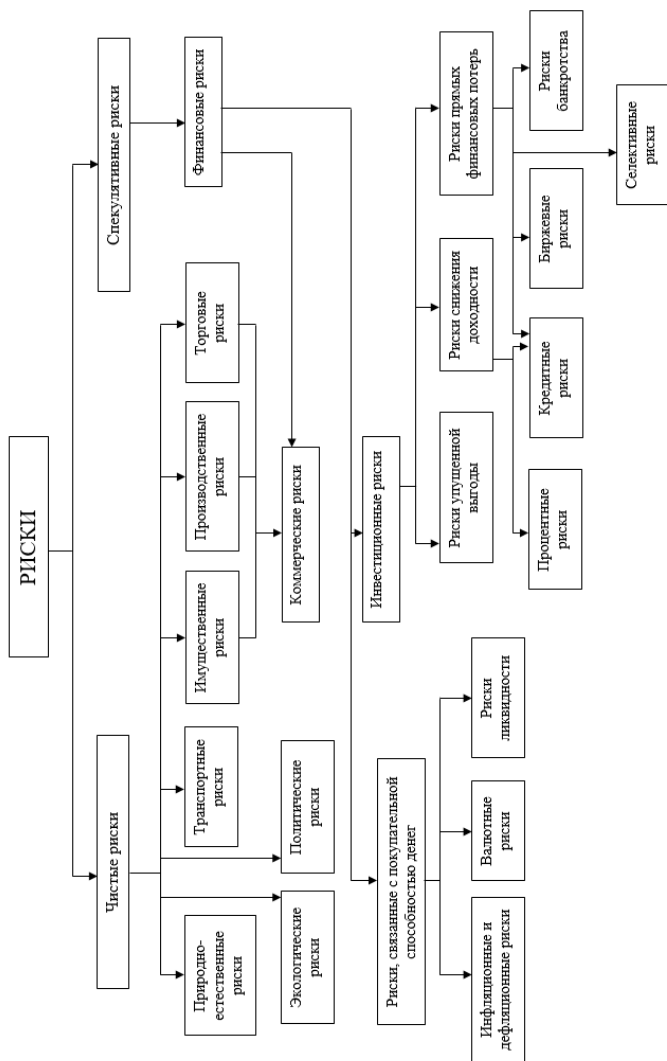 РИСКИ
Чистые риски
Спекулятивные риски
Природно-
естественные
риски
Транспортные
риски
Имущественные
риски
Производственные
риски
Торговые
риски
Финансовые риски
Экологические
риски
Политические
риски
Коммерческие риски
Риски, связанные с покупательной
способностью денег
Инвестиционные риски
Инфляционные и
дефляционные риски
Валютные
риски
Риски
ликвидности
Риски упущенной
выгоды
Риски снижения
доходности
Риски прямых
финансовых потерь
Процентные
риски
Кредитные
риски
Биржевые
риски
Риски
банкротства
Селективные
риски